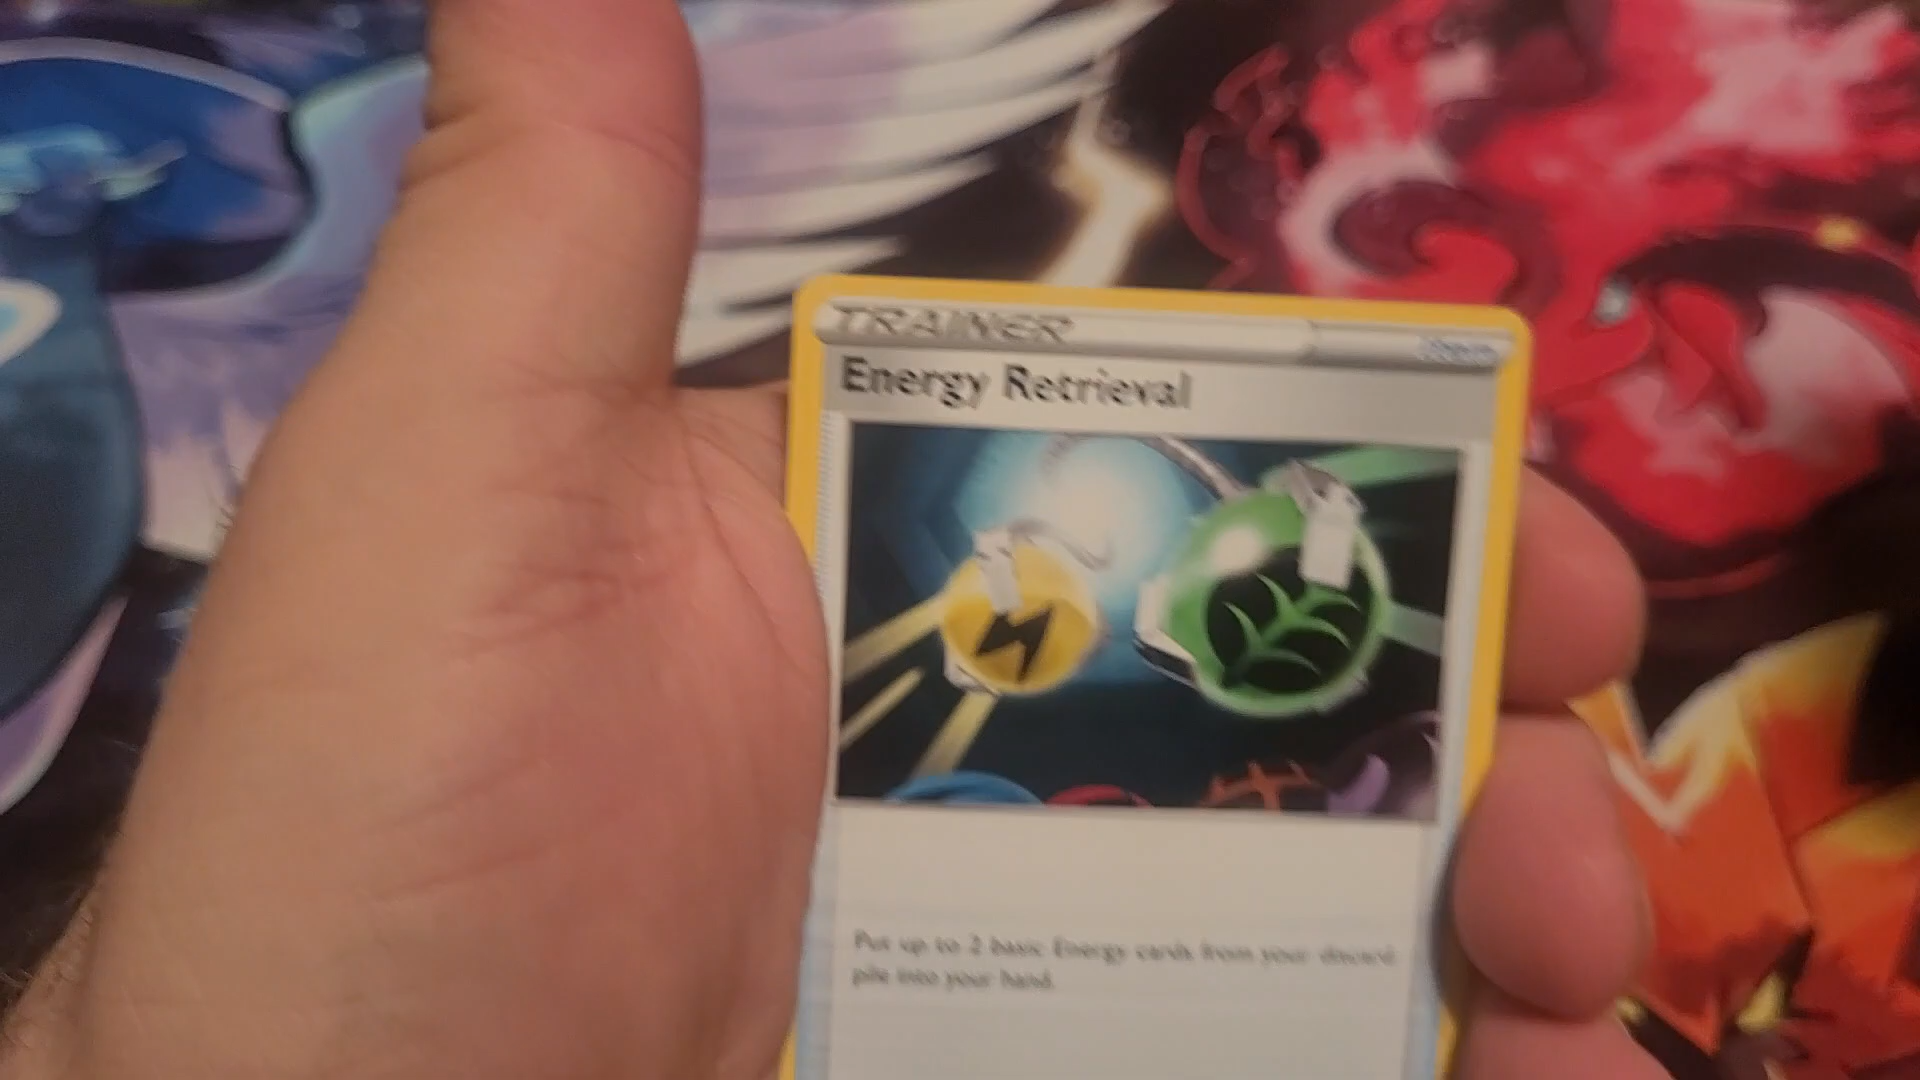 TRAINER
Energy Retrieval
Put up to 2 basic Energy cards from your discard
pile into your hand.